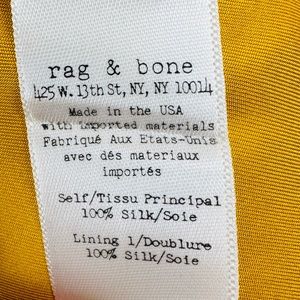 rag & bone
425 W. 13th St, NY, NY 10014
Made in the USA
with imported materials
Fabriqué Aux Etats-Unis
avec dés materiaux
importés
Self/Tissu Principal
100% Silk/Soie
Lining 1/Doublure
100% Silk/Soie